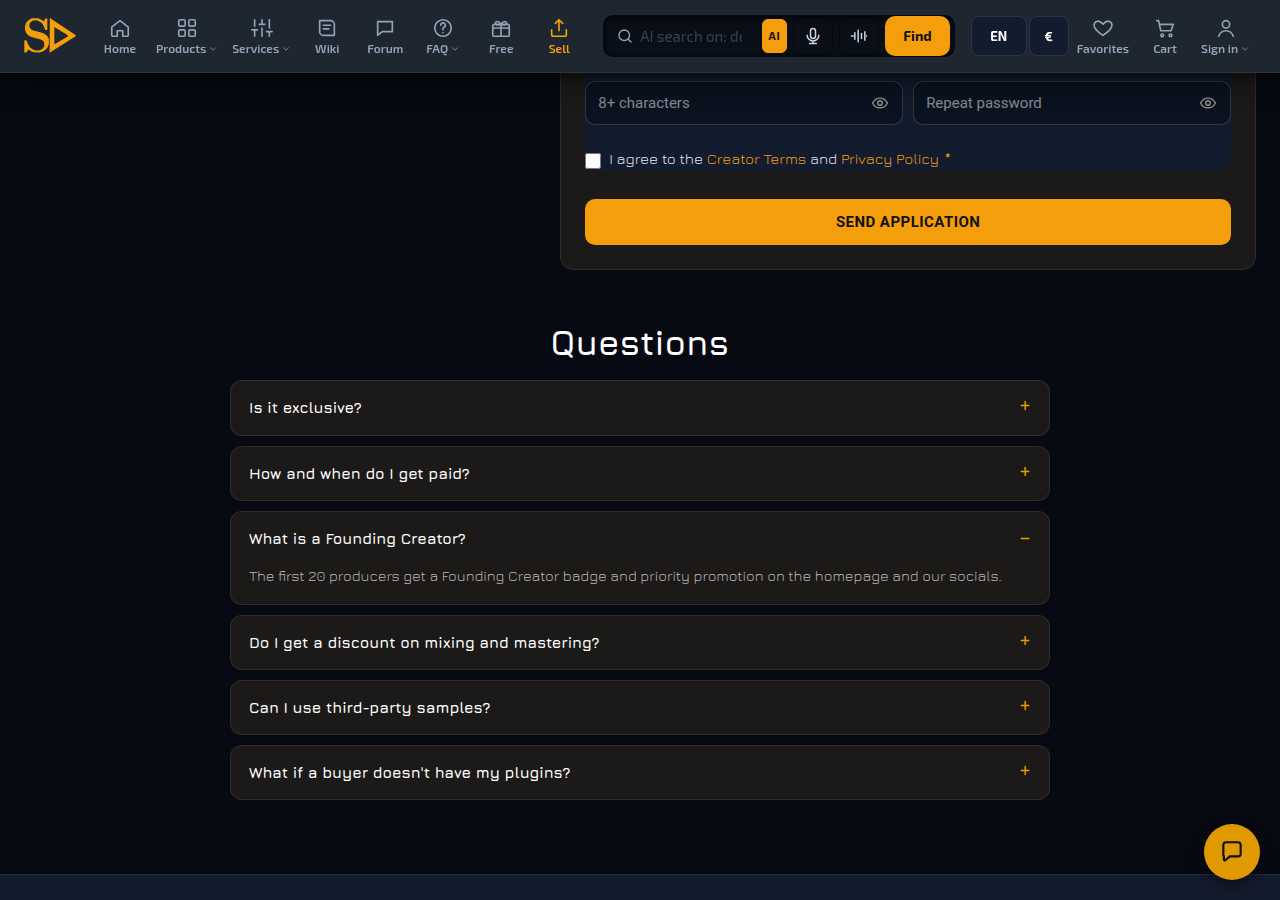 Home
Products
Services
Wiki
Forum
FAQ
Free
Sell
AI search on:
AI
Find
EN
€
Favorites
Cart
Sign in
8+ characters
Repeat password
I agree to the Creator Terms and Privacy Policy *
SEND APPLICATION
Questions
Is it exclusive? +
How and when do I get paid? +
What is a Founding Creator? −
The first 20 producers get a Founding Creator badge and priority promotion on the homepage and our socials.
Do I get a discount on mixing and mastering? +
Can I use third-party samples? +
What if a buyer doesn't have my plugins? +